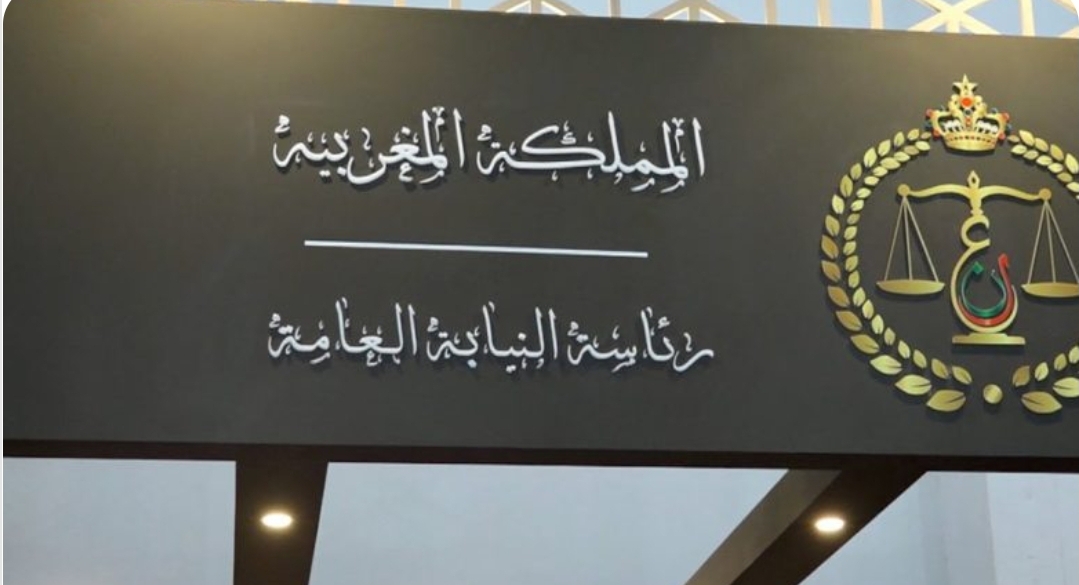 المملكة المغربية
رئاسة النيابة العامة